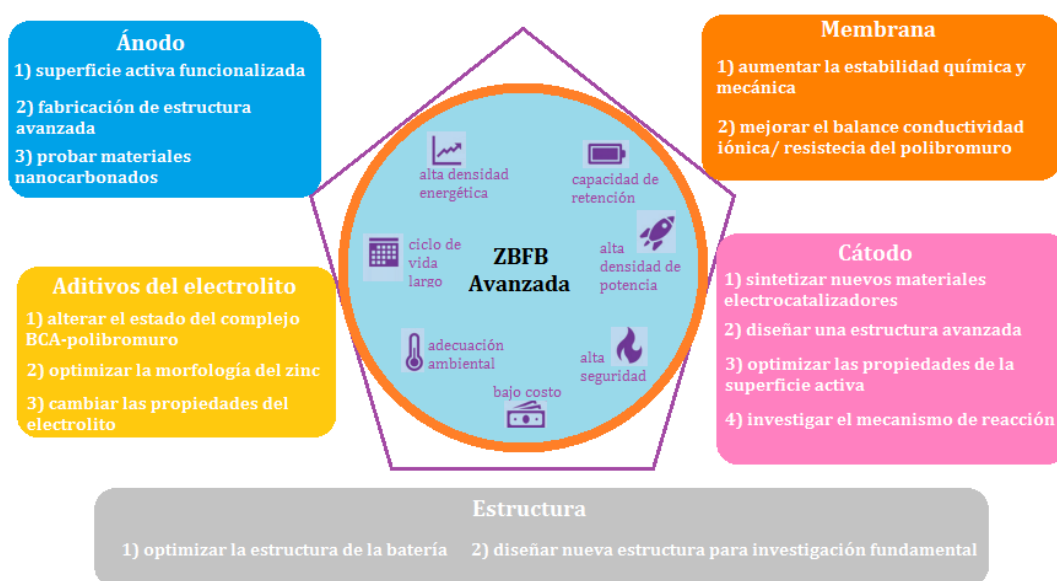 Ánodo
1) superficie activa funcionalizada
2) fabricación de estructura
avanzada
3) probar materiales
nanocarbonados
Membrana
1) aumentar la estabilidad química y
mecánica
2) mejorar el balance conductividad
iónica/ resistecia del polibromuro
alta densidad
energética
capacidad de
retención
ciclo de
vida
largo
ZBFB
Avanzada
alta
densidad de
potencia
adecuación
ambiental
alta
seguridad
bajo costo
Aditivos del electrolito
1) alterar el estado del complejo
BCA-polibromuro
2) optimizar la morfología del zinc
3) cambiar las propiedades del
electrolito
Cátodo
1) sintetizar nuevos materiales
electrocatalizadores
2) diseñar una estructura avanzada
3) optimizar las propiedades de la
superficie activa
4) investigar el mecanismo de reacción
Estructura
1) optimizar la estructura de la batería 2) diseñar nueva estructura para investigación fundamental